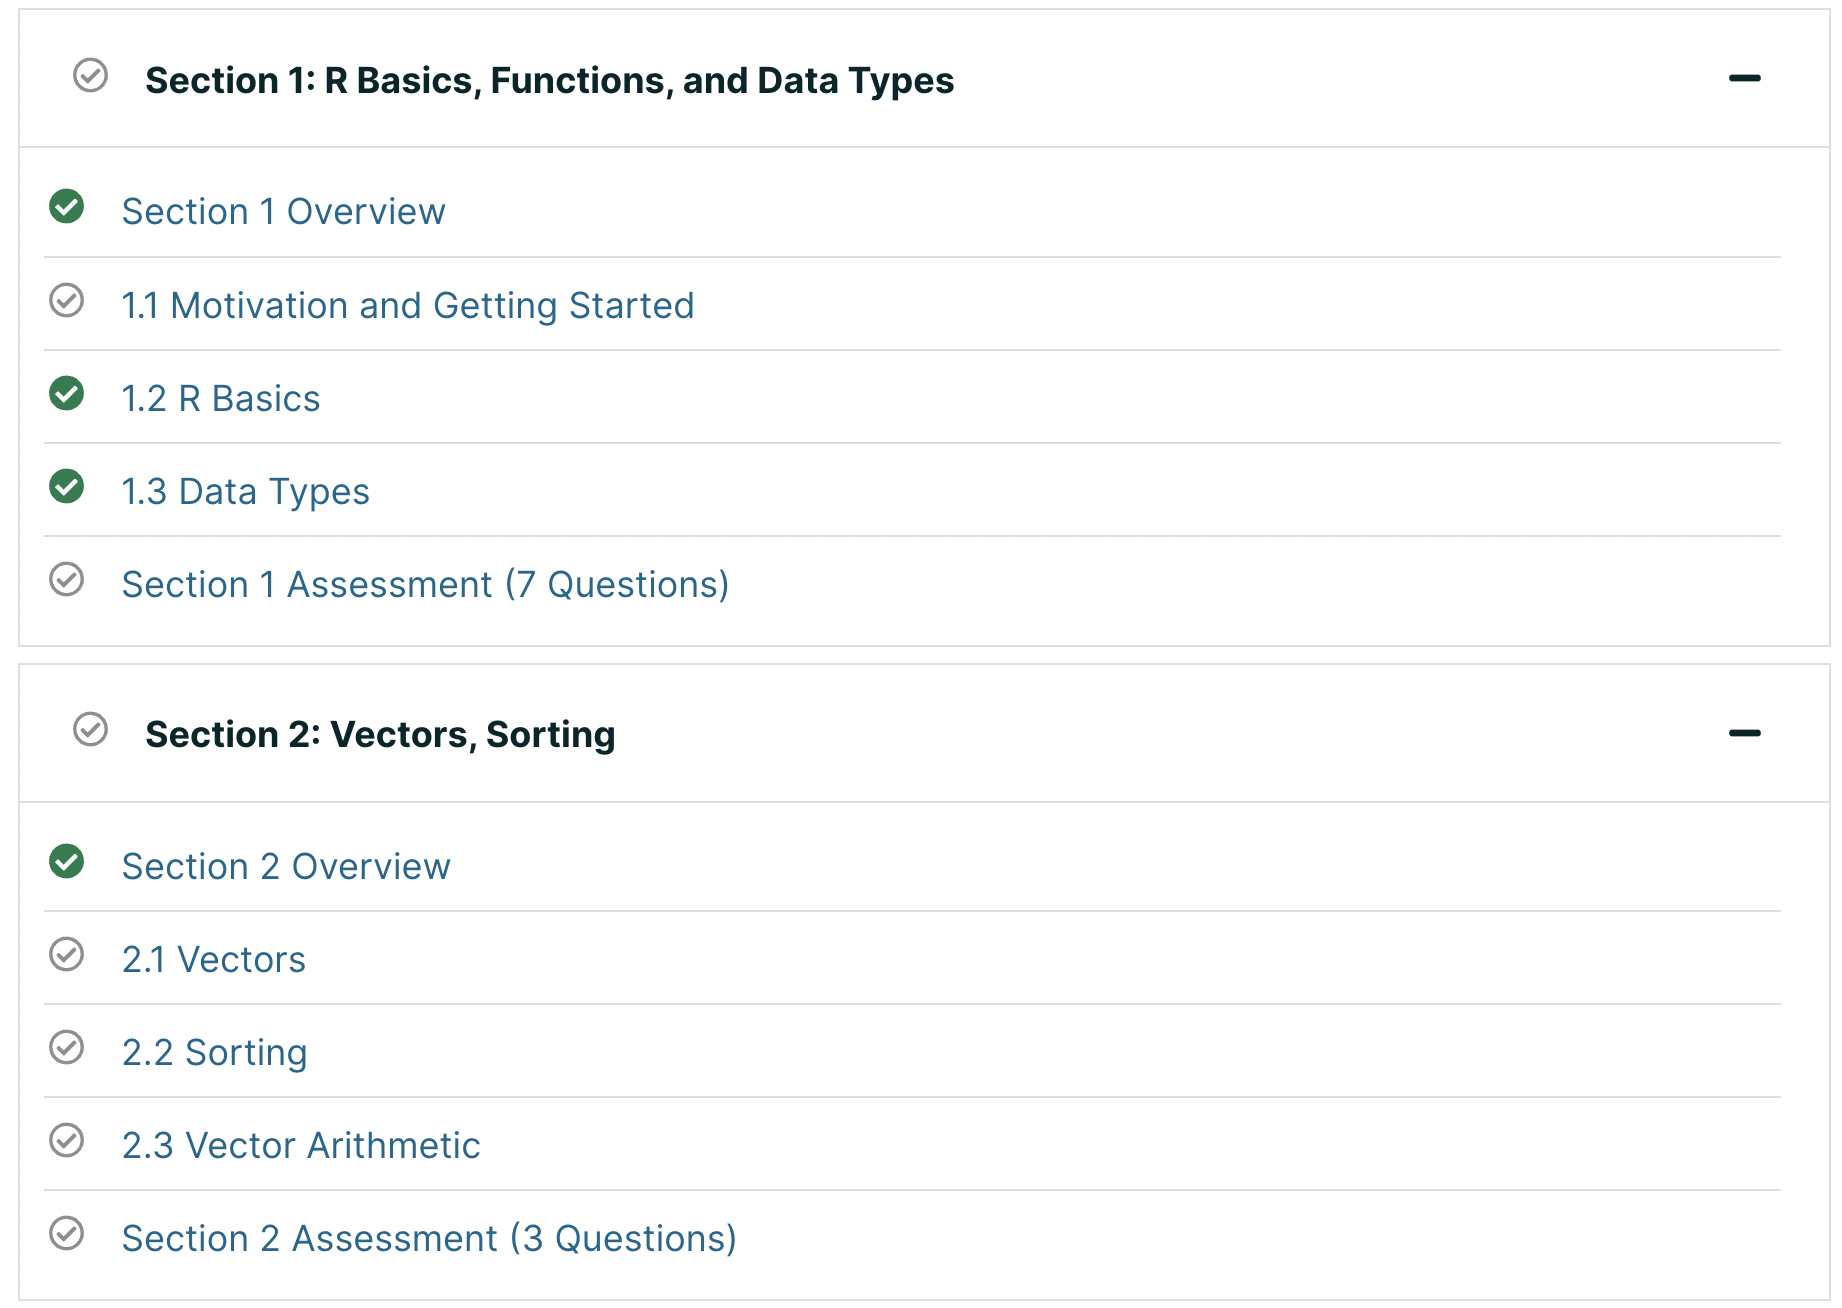 Section 1: R Basics, Functions, and Data Types
Section 1 Overview
1.1 Motivation and Getting Started
1.2 R Basics
1.3 Data Types
Section 1 Assessment (7 Questions)
Section 2: Vectors, Sorting
Section 2 Overview
2.1 Vectors
2.2 Sorting
2.3 Vector Arithmetic
Section 2 Assessment (3 Questions)